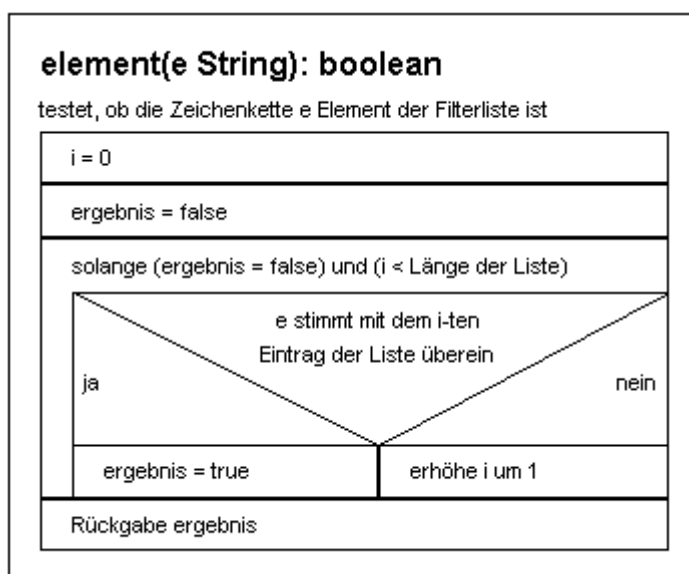 element(e String): boolean
testet, ob die Zeichenkette e Element der Filterliste ist
i = 0
ergebnis = false
solange (ergebnis = false) und (i < Länge der Liste)
e stimmt mit dem i-ten
Eintrag der Liste überein
ja
nein
ergebnis = true
erhöhe i um 1
Rückgabe ergebnis